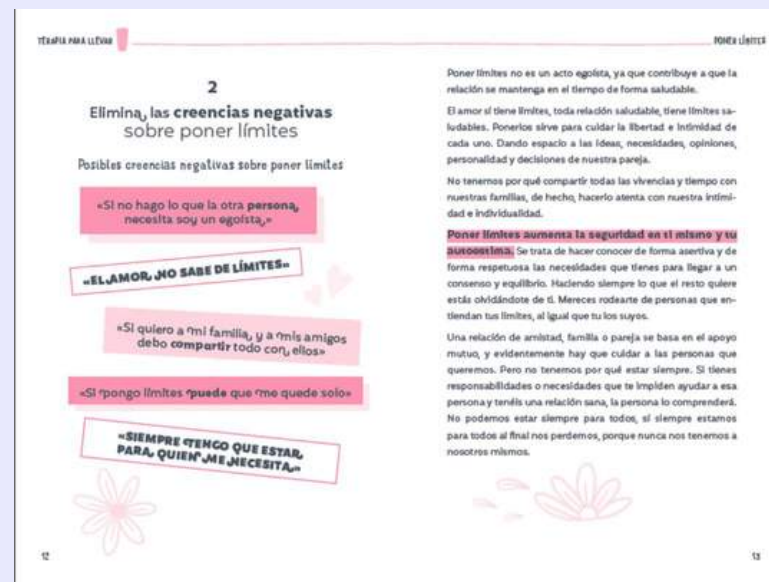 TERAPIA PARA LLEVAR
2
Elimina las creencias negativas
sobre poner límites
Posibles creencias negativas sobre poner límites
«Si no hago lo que la otra persona
necesita soy un egoísta»
«EL AMOR NO SABE DE LÍMITES»
«Si quiero a mi familia y a mis amigos
debo compartir todo con ellos»
«Si pongo límites puede que me quede solo»
«SIEMPRE TENGO QUE ESTAR
PARA QUIEN ME NECESITA»
12
PONER LÍMITES
Poner límites no es un acto egoísta, ya que contribuye a que la
relación se mantenga en el tiempo de forma saludable.
El amor sí tiene límites, toda relación saludable, tiene límites sa-
ludables. Ponerlos sirve para cuidar la libertad e intimidad de
cada uno. Dando espacio a las ideas, necesidades, opiniones,
personalidad y decisiones de nuestra pareja.
No tenemos por qué compartir todas las vivencias y tiempo con
nuestras familias, de hecho, hacerlo atenta con nuestra intimi-
dad e individualidad.
Poner límites aumenta la seguridad en ti mismo y tu
autoestima. Se trata de hacer conocer de forma asertiva y de
forma respetuosa las necesidades que tienes para llegar a un
consenso y equilibrio. Haciendo siempre lo que el resto quiere
estás olvidándote de ti. Mereces rodearte de personas que en-
tiendan tus límites, al igual que tu los suyos.
Una relación de amistad, familia o pareja se basa en el apoyo
mutuo, y evidentemente hay que cuidar a las personas que
queremos. Pero no tenemos por qué estar siempre. Si tienes
responsabilidades o necesidades que te impiden ayudar a esa
persona y tenéis una relación sana, la persona lo comprenderá.
No podemos estar siempre para todos, si siempre estamos
para todos al final nos perdemos, porque nunca nos tenemos a
nosotros mismos.
13